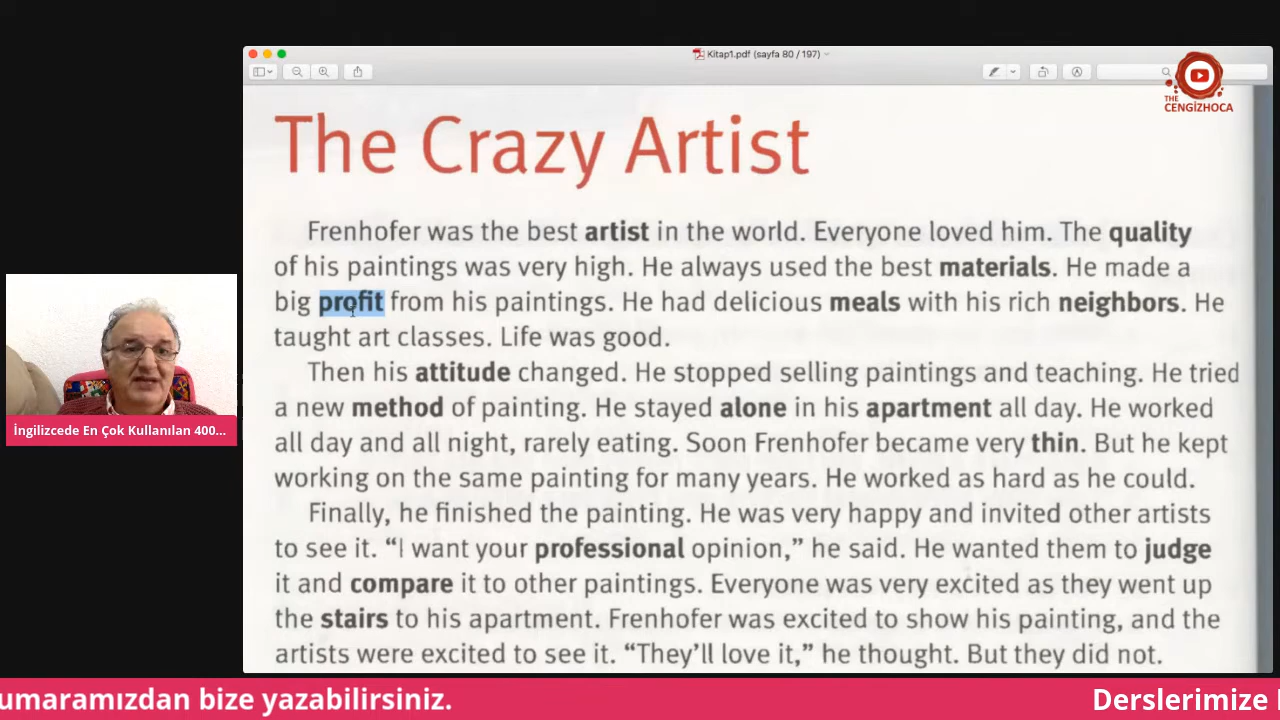 Kitap1.pdf (sayfa 80 / 197)
THE
CENGİZHOCA
The Crazy Artist
Frenhofer was the best artist in the world. Everyone loved him. The quality
of his paintings was very high. He always used the best materials. He made a
big profit from his paintings. He had delicious meals with his rich neighbors. He
taught art classes. Life was good.
Then his attitude changed. He stopped selling paintings and teaching. He tried
a new method of painting. He stayed alone in his apartment all day. He worked
all day and all night, rarely eating. Soon Frenhofer became very thin. But he kept
working on the same painting for many years. He worked as hard as he could.
Finally, he finished the painting. He was very happy and invited other artists
to see it. “I want your professional opinion,” he said. He wanted them to judge
it and compare it to other paintings. Everyone was very excited as they went up
the stairs to his apartment. Frenhofer was excited to show his painting, and the
artists were excited to see it. “They’ll love it,” he thought. But they did not.
İngilizcede En Çok Kullanılan 400...
umaramızdan bize yazabilirsiniz.
Derslerimize